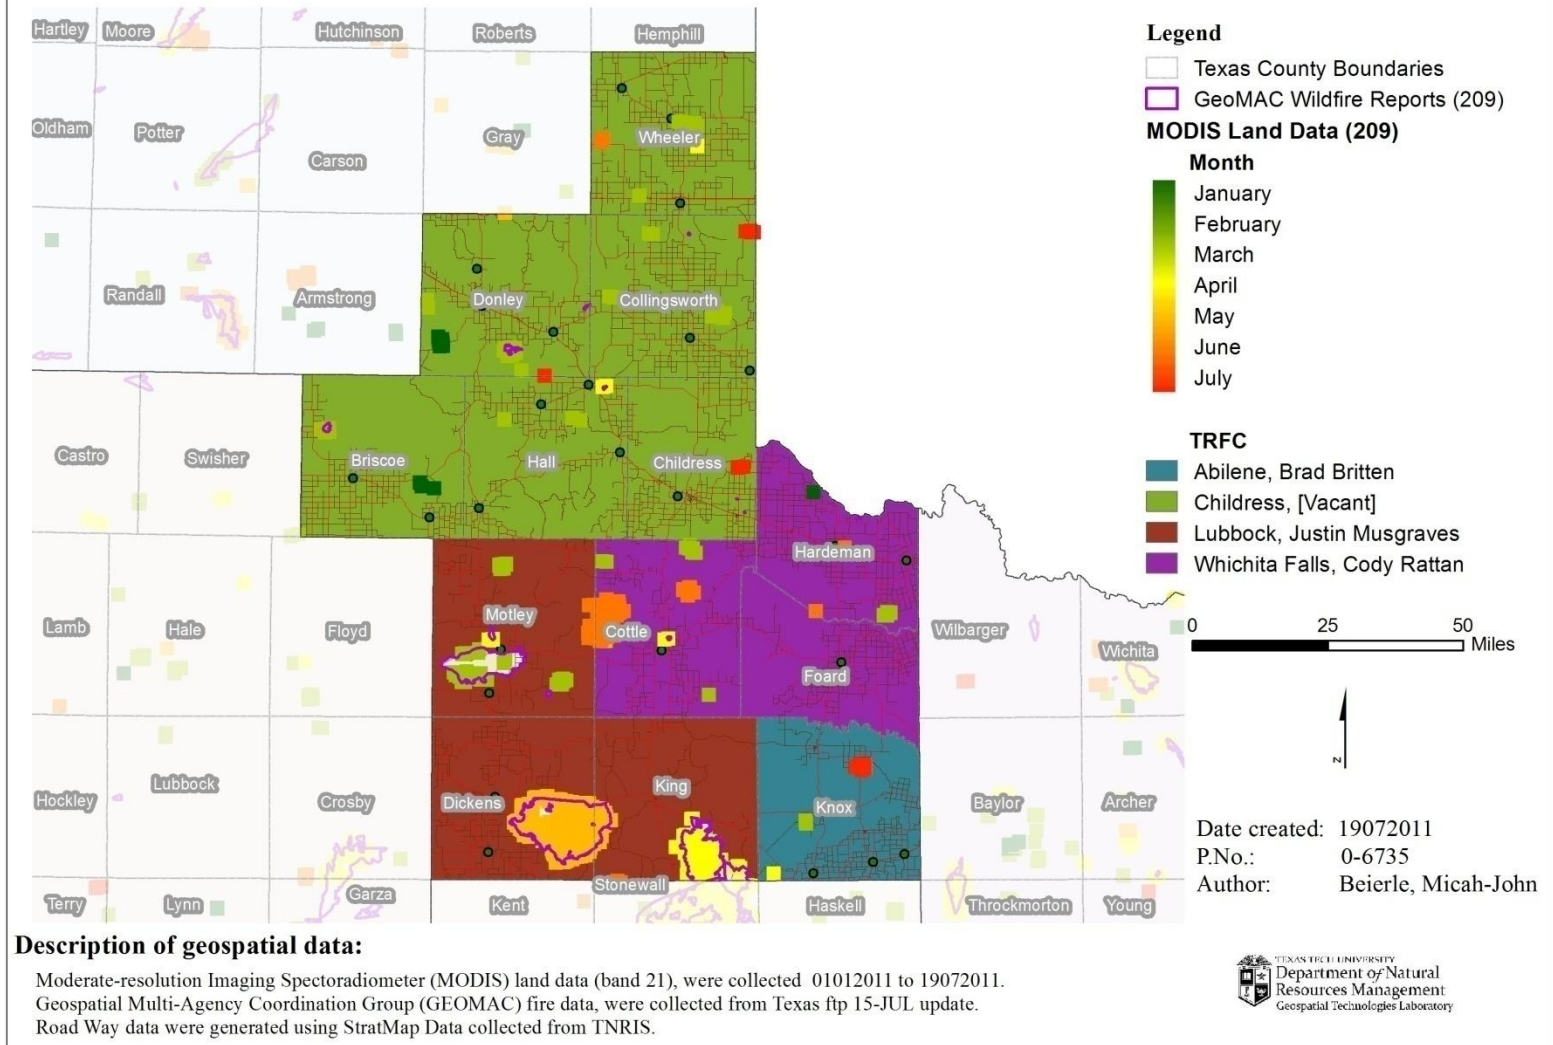 Hartley
Moore
Hutchinson
Roberts
Hemphill
Oldham
Potter
Carson
Gray
Wheeler
Randall
Armstrong
Donley
Collingsworth
Castro
Swisher
Briscoe
Hall
Childress
Hardeman
Lamb
Hale
Floyd
Motley
Cottle
Foard
Wilbarger
Wichita
Hockley
Lubbock
Crosby
Dickens
King
Knox
Baylor
Archer
Terry
Lynn
Garza
Kent
Stonewall
Haskell
Throckmorton
Young
Legend
Texas County Boundaries
GeoMAC Wildfire Reports (209)
MODIS Land Data (209)
Month
January
February
March
April
May
June
July
TRFC
Abilene, Brad Britten
Childress, [Vacant]
Lubbock, Justin Musgraves
Whichita Falls, Cody Rattan
0 25 50
Miles
N
Date created: 19072011
P.No.: 0-6735
Author: Beierle, Micah-John
Description of geospatial data:
Moderate-resolution Imaging Spectoradiometer (MODIS) land data (band 21), were collected 01012011 to 19072011.
Geospatial Multi-Agency Coordination Group (GEOMAC) fire data, were collected from Texas ftp 15-JUL update.
Road Way data were generated using StratMap Data collected from TNRIS.
TEXAS TECH UNIVERSITY
Department of Natural
Resources Management
Geospatial Technologies Laboratory